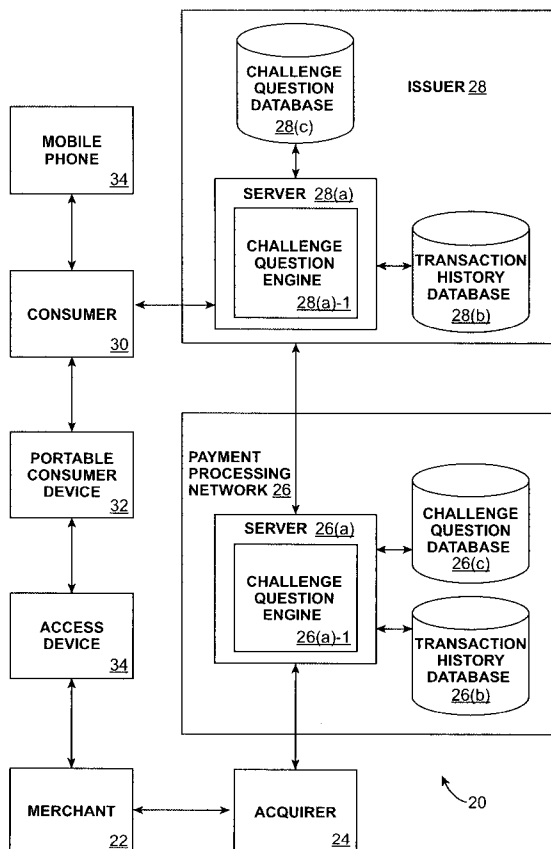 CHALLENGE
QUESTION
DATABASE
28(c)
ISSUER 28
MOBILE
PHONE
34
SERVER 28(a)
CHALLENGE
QUESTION
ENGINE
28(a)-1
TRANSACTION
HISTORY
DATABASE
28(b)
CONSUMER
30
PORTABLE
CONSUMER
DEVICE
32
PAYMENT
PROCESSING
NETWORK 26
SERVER 26(a)
CHALLENGE
QUESTION
ENGINE
26(a)-1
CHALLENGE
QUESTION
DATABASE
26(c)
TRANSACTION
HISTORY
DATABASE
26(b)
ACCESS
DEVICE
34
MERCHANT
22
ACQUIRER
24
20